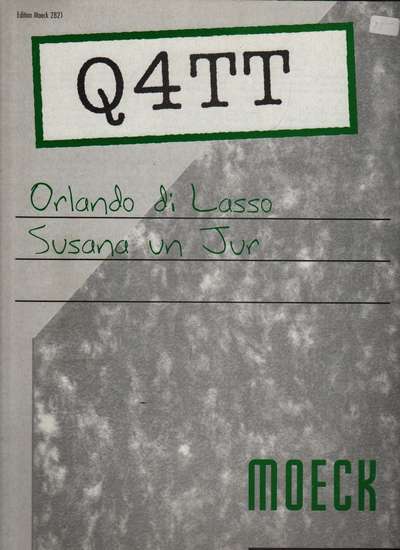 Edition Moeck 2821
Q4TT
Orlando di Lasso
Susana un Jur
MOECK